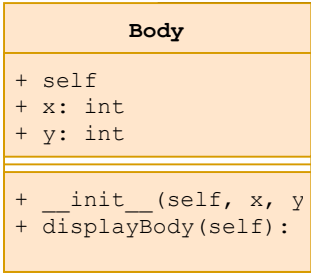 Body
+ self
+ x: int
+ y: int
+ __init__(self, x, y
+ displayBody(self):